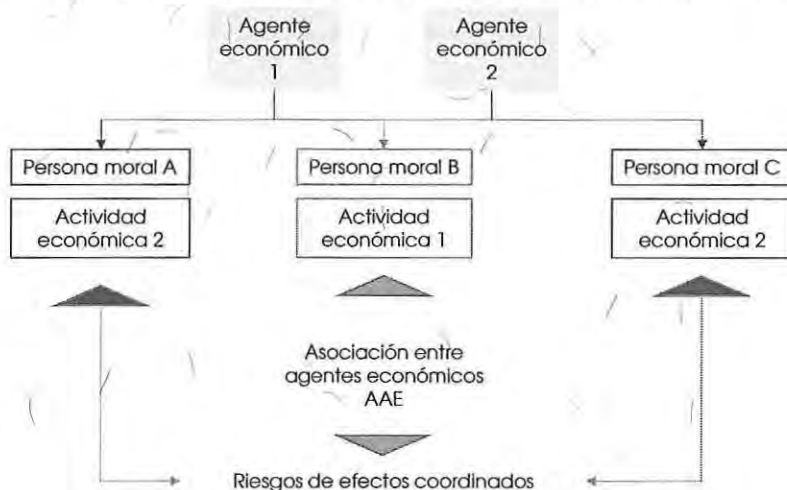 Agente
económico
1
Agente
económico
2
Persona moral A
Persona moral B
Persona moral C
Actividad
económica 2
Actividad
económica 1
Actividad
económica 2
Asociación entre
agentes económicos
AAE
Riesgos de efectos coordinados